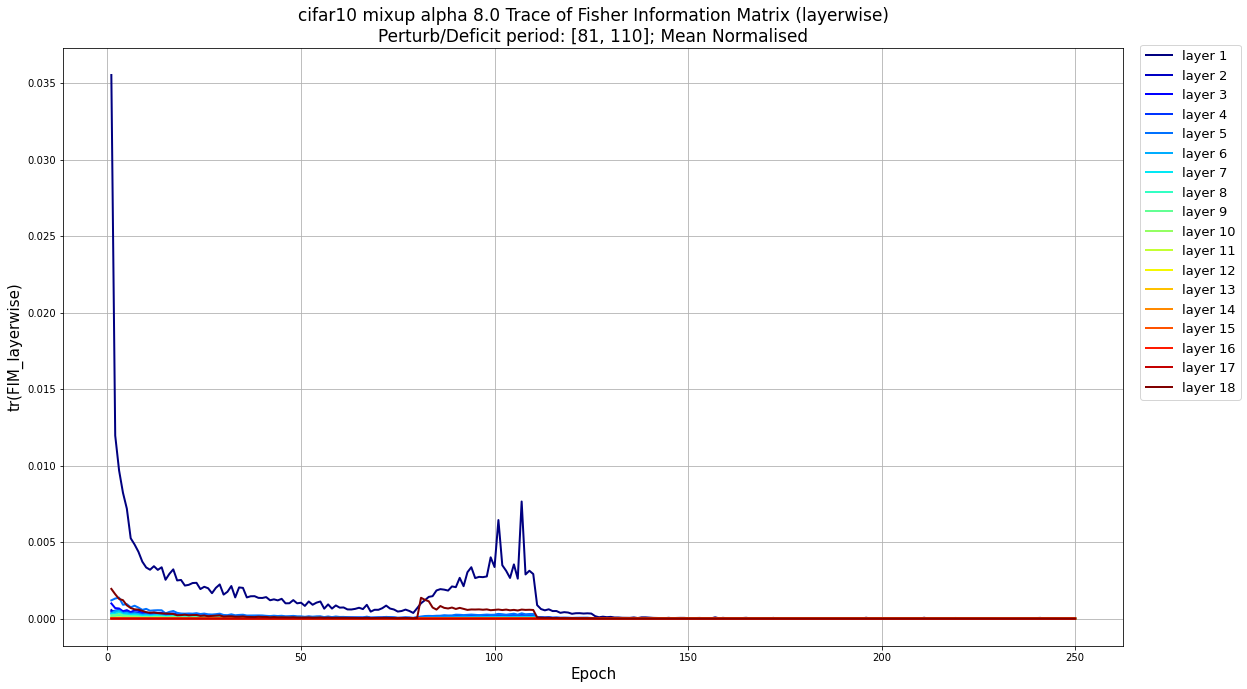 cifar10 mixup alpha 8.0 Trace of Fisher Information Matrix (layerwise)
Perturb/Deficit period: [81, 110]; Mean Normalised
tr(FIM_layerwise)
0.035
0.030
0.025
0.020
0.015
0.010
0.005
0.000
0
50
100
150
200
250
Epoch
layer 1
layer 2
layer 3
layer 4
layer 5
layer 6
layer 7
layer 8
layer 9
layer 10
layer 11
layer 12
layer 13
layer 14
layer 15
layer 16
layer 17
layer 18